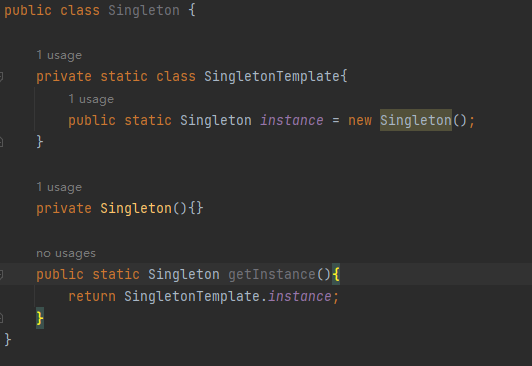 public class Singleton {
1 usage
private static class SingletonTemplate{
1 usage
public static Singleton instance = new Singleton();
}
1 usage
private Singleton(){}
no usages
public static Singleton getInstance(){
return SingletonTemplate.instance;
}
}